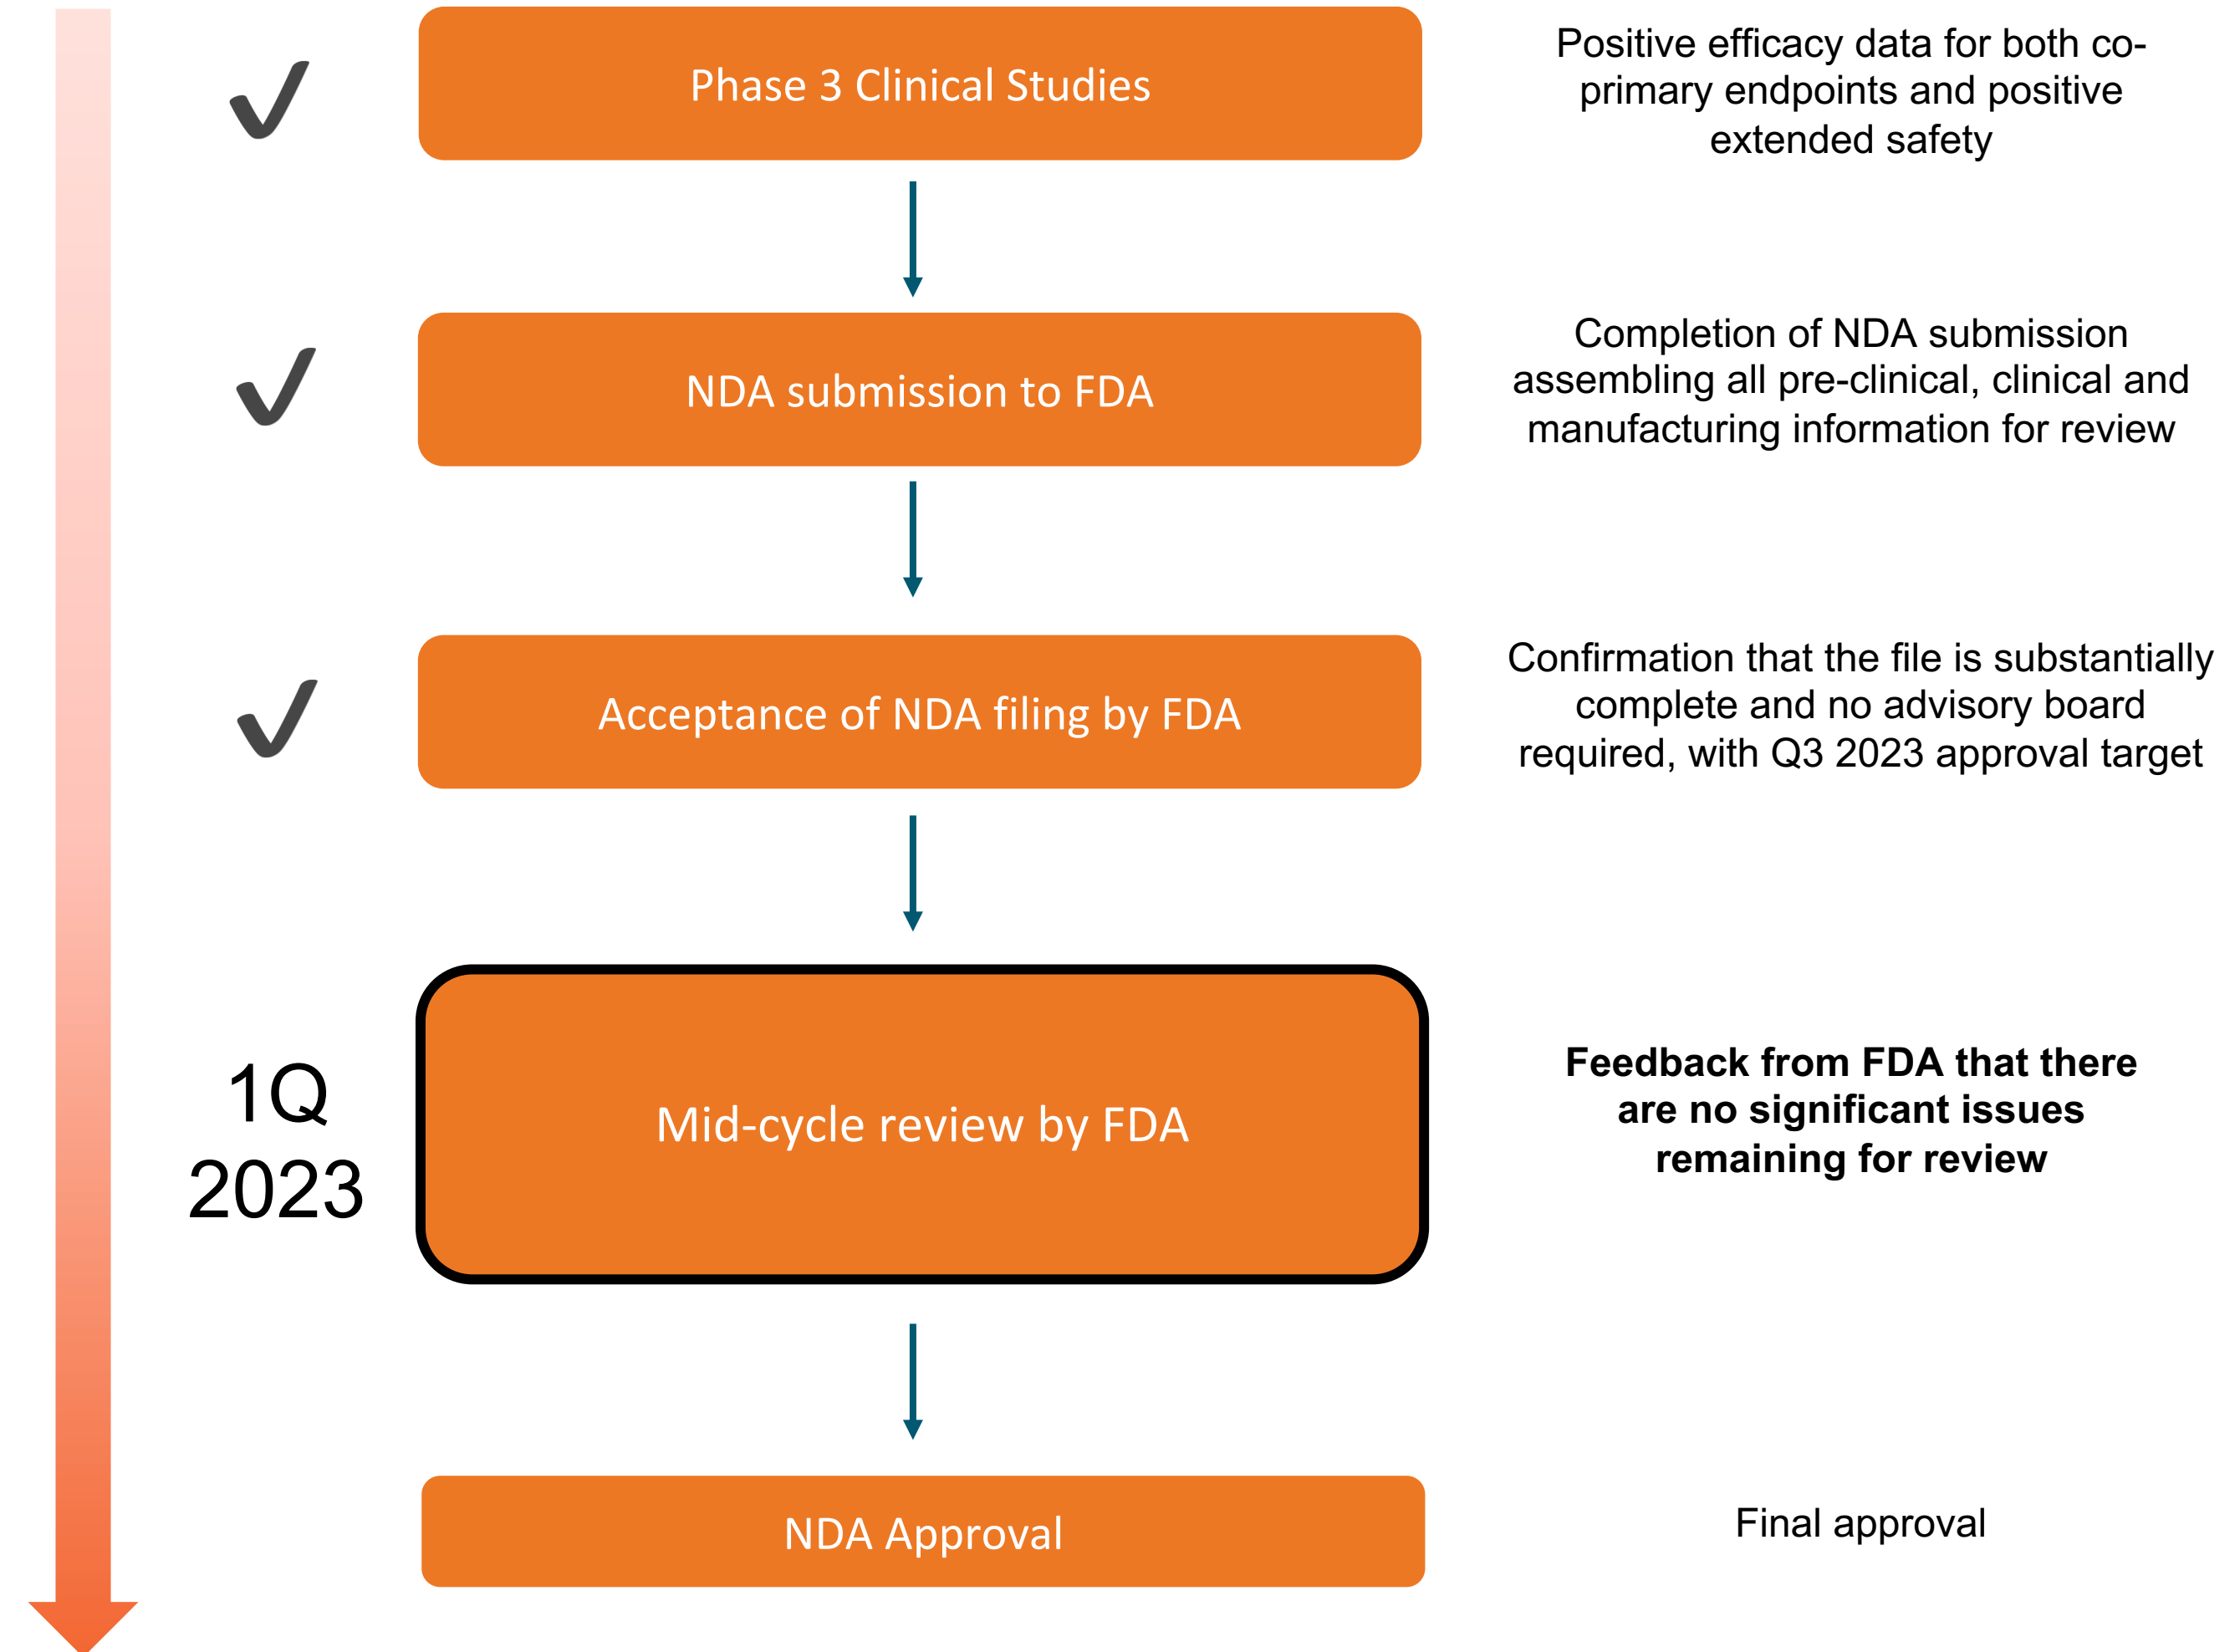 Phase 3 Clinical Studies
Positive efficacy data for both co-
primary endpoints and positive
extended safety
NDA submission to FDA
Completion of NDA submission
assembling all pre-clinical, clinical and
manufacturing information for review
Acceptance of NDA filing by FDA
Confirmation that the file is substantially
complete and no advisory board
required, with Q3 2023 approval target
1Q
2023
Mid-cycle review by FDA
Feedback from FDA that there
are no significant issues
remaining for review
NDA Approval
Final approval